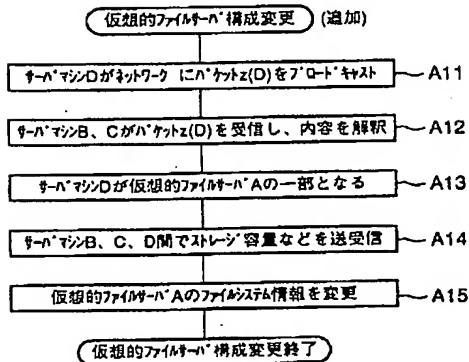 仮想的ファイルサーバ構成変更 (追加)
サーバマシンDがネットワーク にパケットz(D)をブロードキャスト A11
サーバマシンB、Cがパケットz(D)を受信し、内容を解釈 A12
サーバマシンDが仮想的ファイルサーバAの一部となる A13
サーバマシンB、C、D間でストレージ容量などを送受信 A14
仮想的ファイルサーバAのファイルシステム情報を変更 A15
仮想的ファイルサーバ構成変更終了